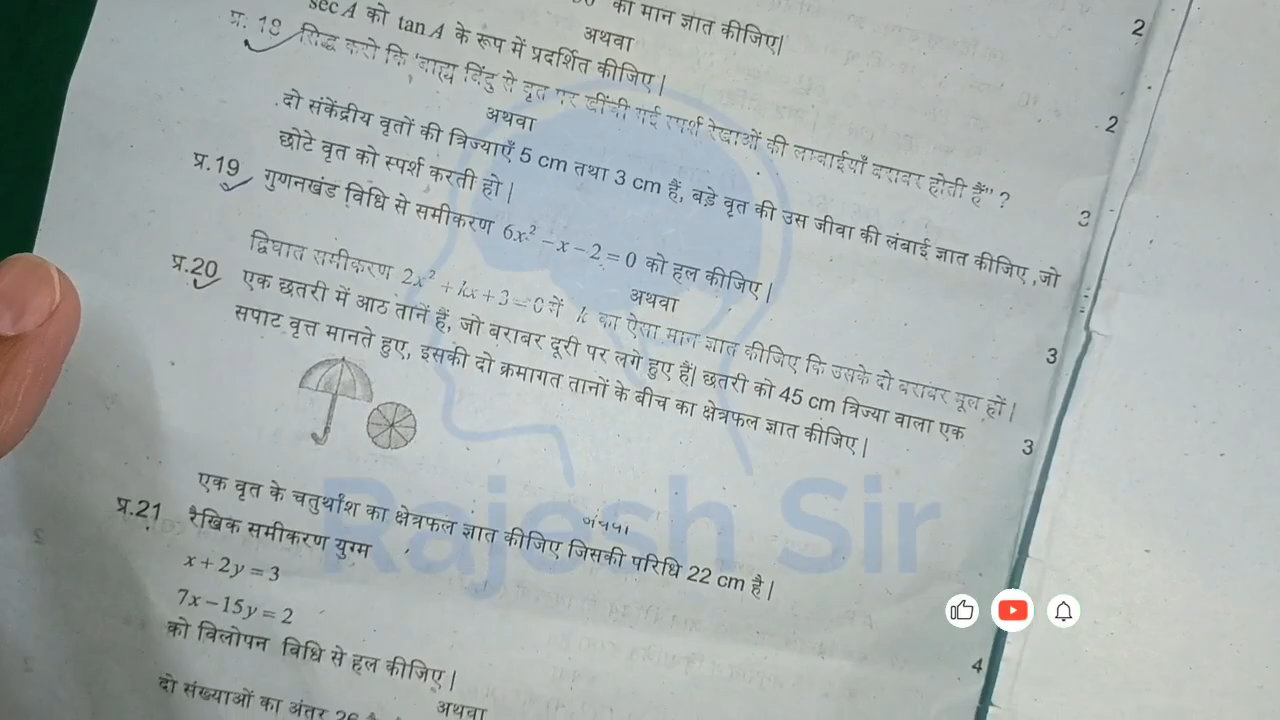 का मान ज्ञात कीजिए|
2
अथवा
sec A को tan A के रूप में प्रदर्शित कीजिए |
प्र. 18 सिद्ध करो कि "बाह्य बिंदु से वृत पर खींची गई स्पर्श रेखाओं की लम्बाईयाँ बराबर होती हैं" ?
2
अथवा
दो संकेंद्रीय वृतों की त्रिज्याएँ 5 cm तथा 3 cm हैं, बड़े वृत की उस जीवा की लंबाई ज्ञात कीजिए ,जो
छोटे वृत को स्पर्श करती हो |
प्र.19 गुणनखंड विधि से समीकरण 6x² – x – 2 = 0 को हल कीजिए |
3
अथवा
द्विघात समीकरण 2x² + kx + 3 = 0 में k का ऐसा मान ज्ञात कीजिए कि उसके दो बराबर मूल हों |
प्र.20 एक छतरी में आठ तानें हैं, जो बराबर दूरी पर लगे हुए हैं| छतरी को 45 cm त्रिज्या वाला एक
3
सपाट वृत्त मानते हुए, इसकी दो क्रमागत तानों के बीच का क्षेत्रफल ज्ञात कीजिए |
3
अथवा
एक वृत के चतुर्थांश का क्षेत्रफल ज्ञात कीजिए जिसकी परिधि 22 cm है |
प्र.21 रैखिक समीकरण युग्म
x + 2y = 3
7x – 15y = 2
को विलोपन विधि से हल कीजिए |
4
अथवा
दो संख्याओं का अंतर 26
Rajesh Sir